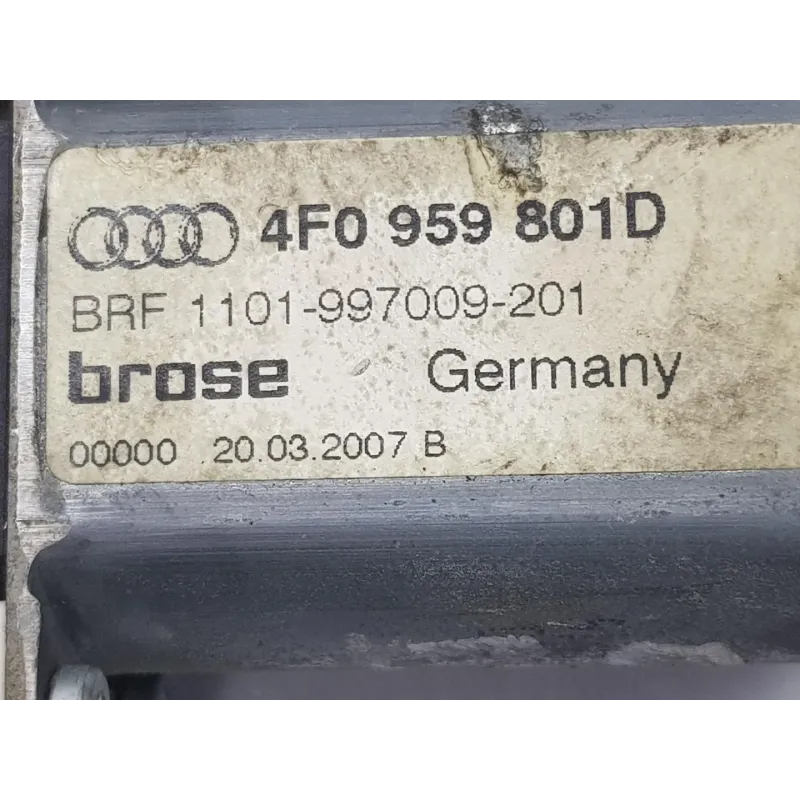 4F0 959 801D
BRF 1101-997009-201
brose Germany
00000 20.03.2007 B